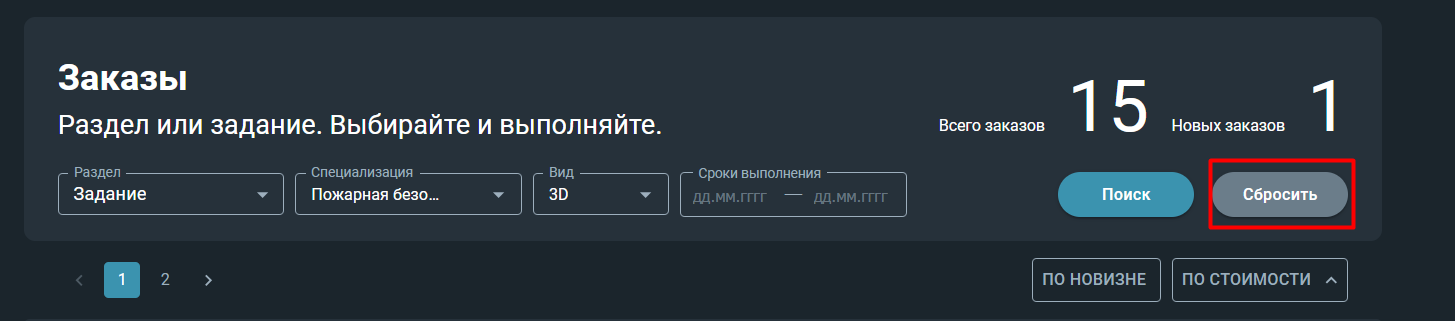 Заказы
Раздел или задание. Выбирайте и выполняйте.
Всего заказов 15 Новых заказов 1
Раздел Специализация Вид Сроки выполнения
Задание Пожарная безо... 3D дд.мм.гггг — дд.мм.гггг Поиск Сбросить
1 2 ПО НОВИЗНЕ ПО СТОИМОСТИ